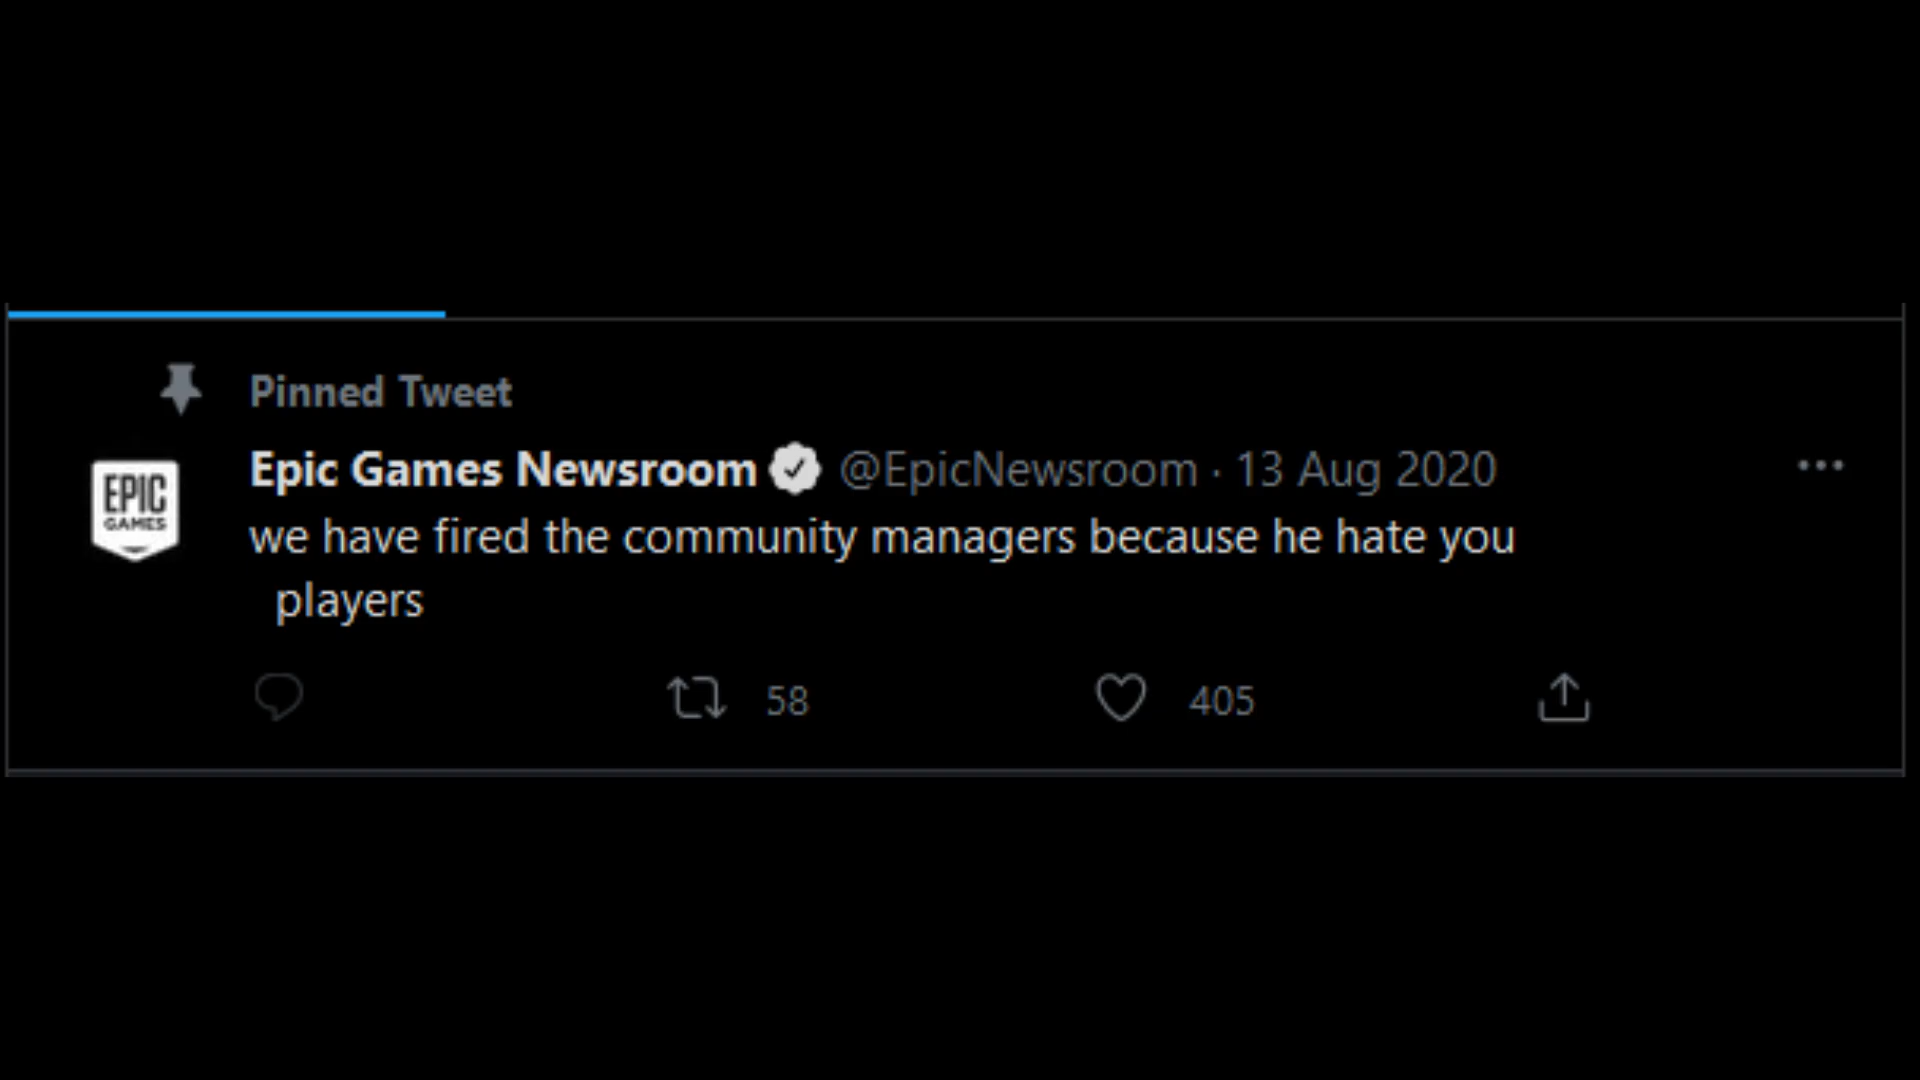 Pinned Tweet
Epic Games Newsroom @EpicNewsroom · 13 Aug 2020
EPIC
GAMES
we have fired the community managers because he hate you
players
58 405